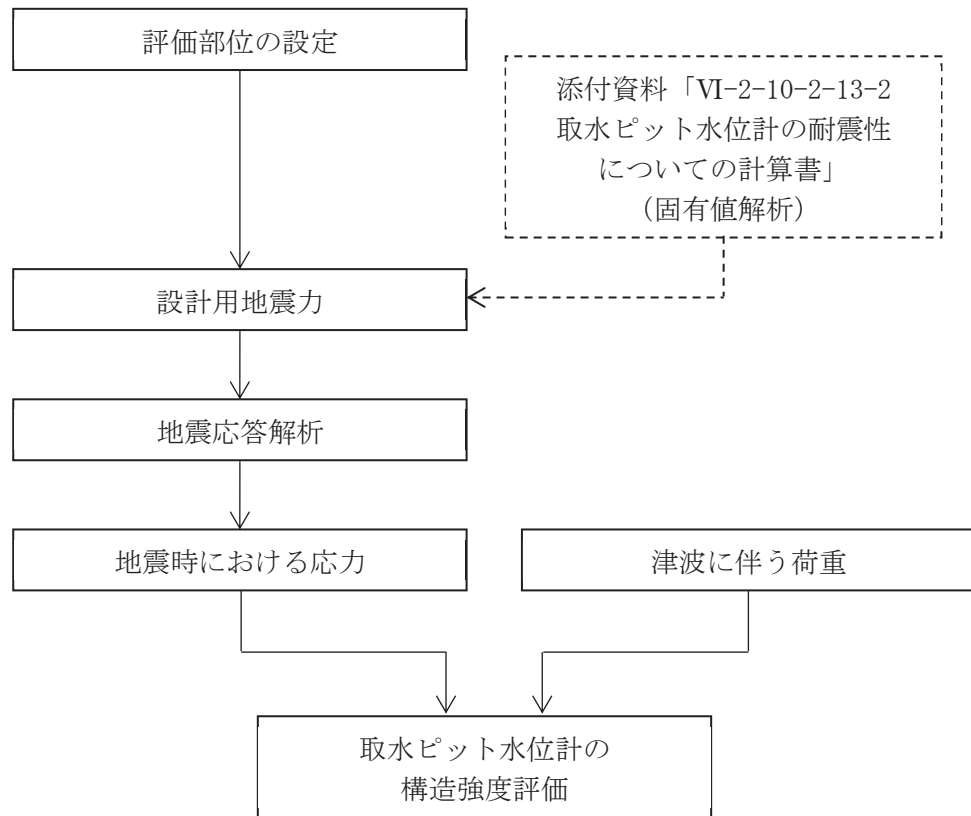 評価部位の設定
添付資料「Ⅵ-2-10-2-13-2
取水ピット水位計の耐震性
についての計算書」
（固有値解析）
設計用地震力
地震応答解析
地震時における応力
津波に伴う荷重
取水ピット水位計の
構造強度評価